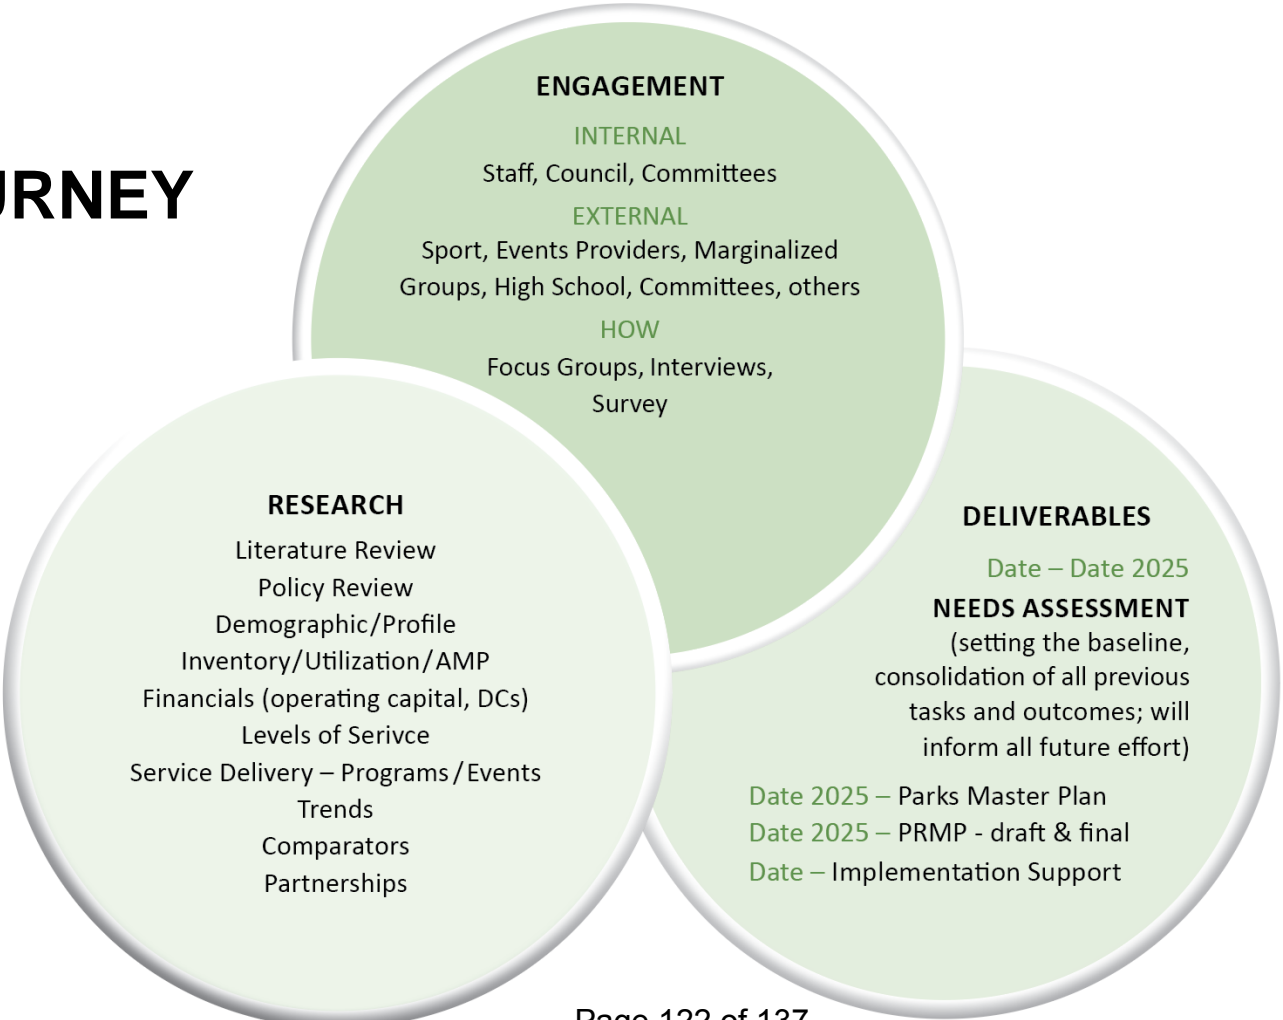 URNEY
ENGAGEMENT
INTERNAL
Staff, Council, Committees
EXTERNAL
Sport, Events Providers, Marginalized
Groups, High School, Committees, others
HOW
Focus Groups, Interviews,
Survey
RESEARCH
Literature Review
Policy Review
Demographic/Profile
Inventory/Utilization/AMP
Financials (operating capital, DCs)
Levels of Serivce
Service Delivery – Programs/Events
Trends
Comparators
Partnerships
DELIVERABLES
Date – Date 2025
NEEDS ASSESSMENT
(setting the baseline,
consolidation of all previous
tasks and outcomes; will
inform all future effort)
Date 2025 – Parks Master Plan
Date 2025 – PRMP - draft & final
Date – Implementation Support
Page 122 of 137